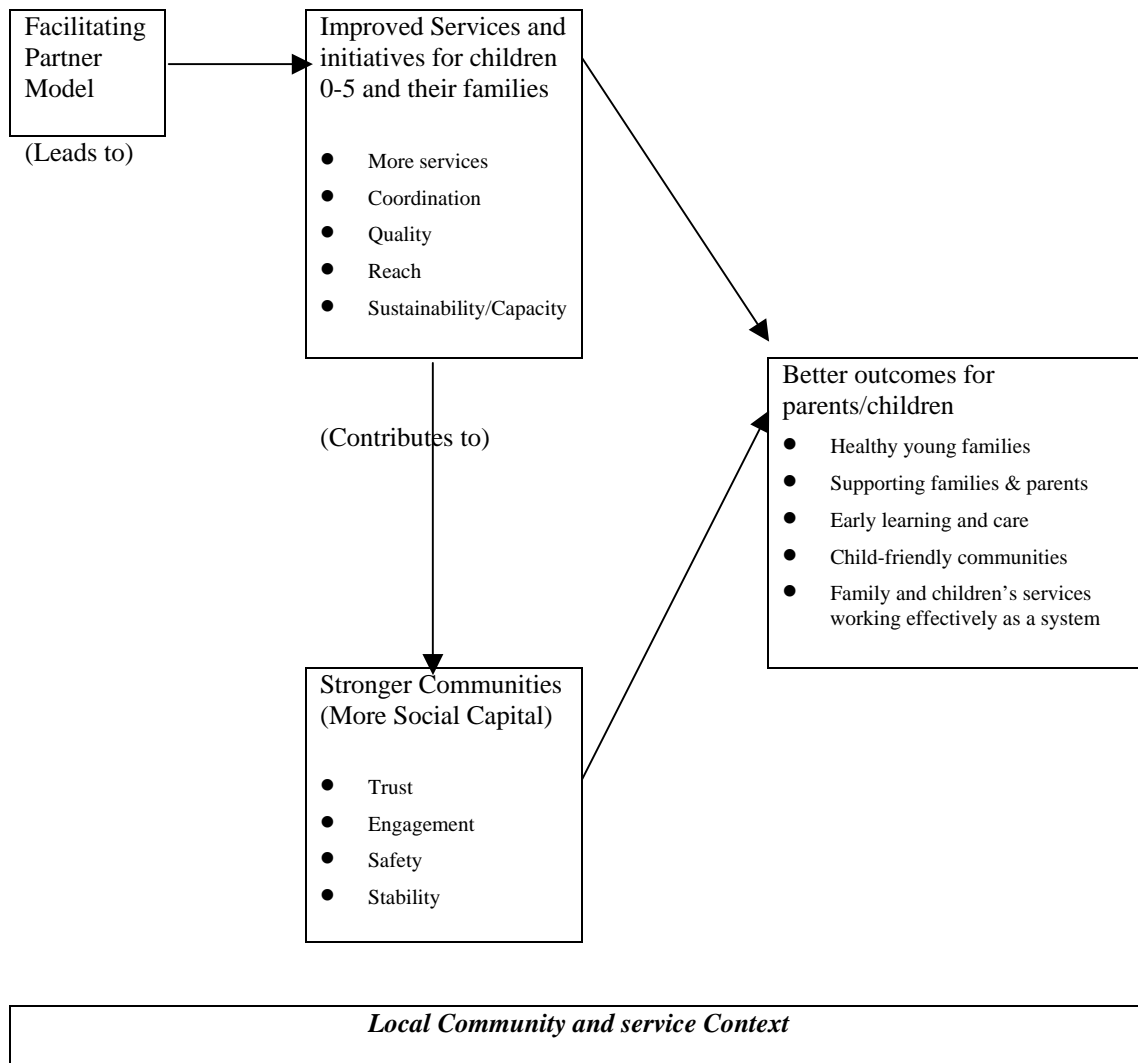 Facilitating
Partner
Model
(Leads to)
Improved Services and
initiatives for children
0-5 and their families
● More services
● Coordination
● Quality
● Reach
● Sustainability/Capacity
(Contributes to)
Better outcomes for
parents/children
● Healthy young families
● Supporting families & parents
● Early learning and care
● Child-friendly communities
● Family and children’s services
working effectively as a system
Stronger Communities
(More Social Capital)
● Trust
● Engagement
● Safety
● Stability
Local Community and service Context